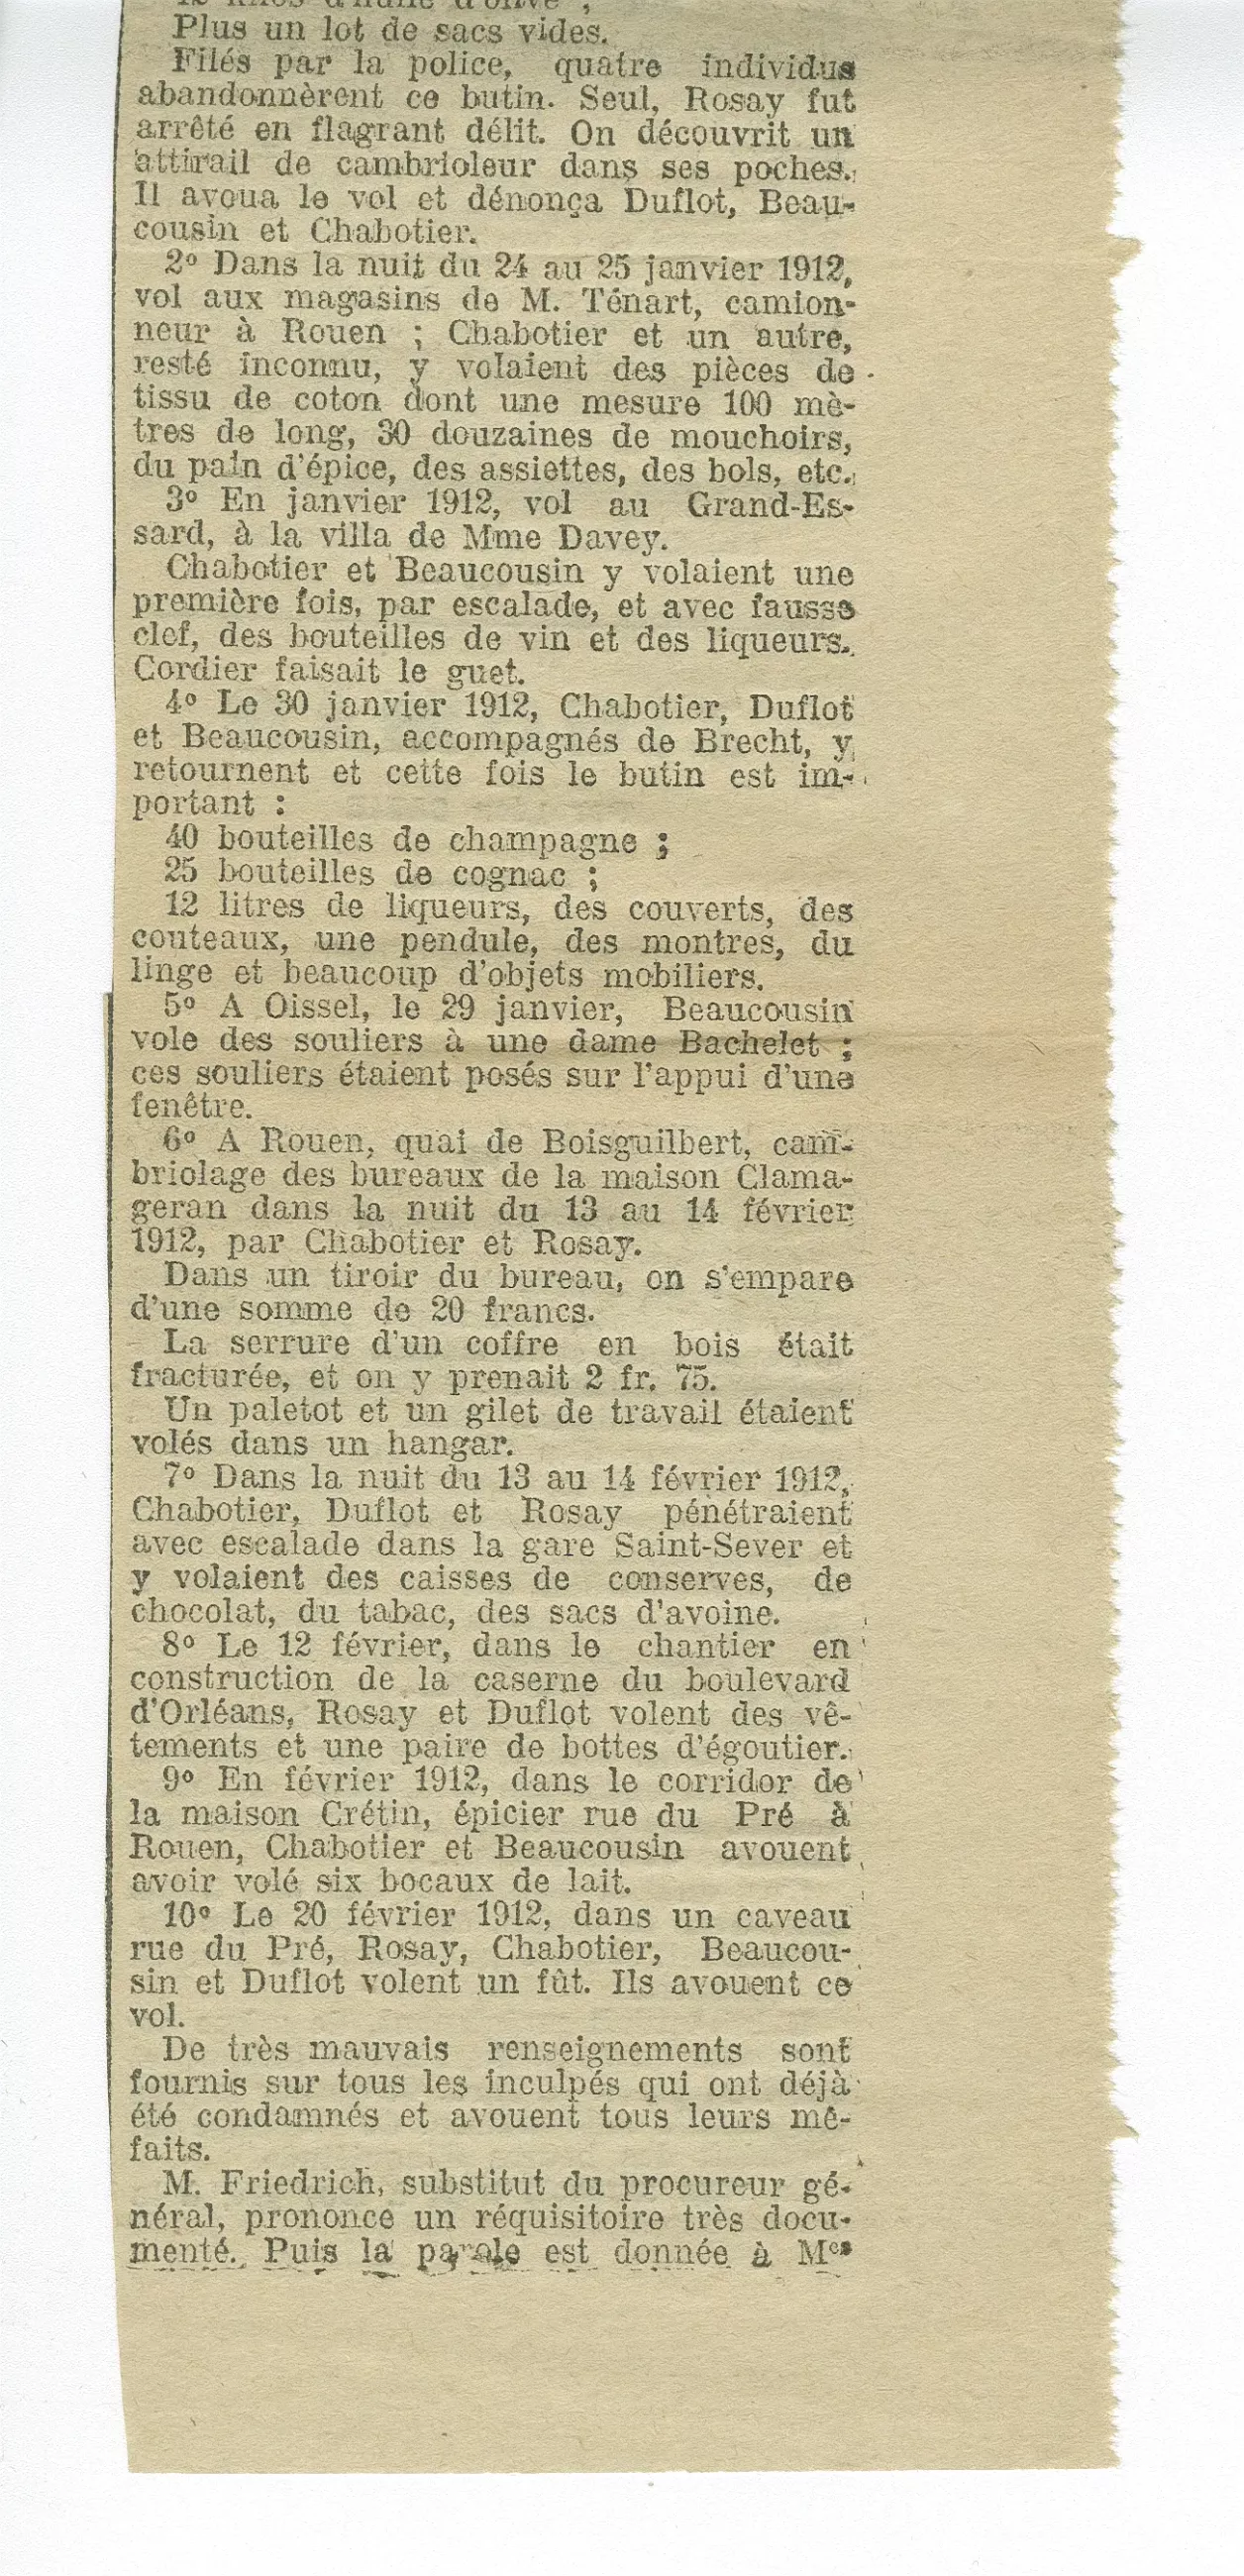 Plus un lot de sacs vides.
Filés par la police, quatre individus
abandonnèrent ce butin. Seul, Rosay fut
arrêté en flagrant délit. On découvrit un
attirail de cambrioleur dans ses poches.
Il avoua le vol et dénonça Duflot, Beau-
cousin et Chabotier.
2o Dans la nuit du 24 au 25 janvier 1912,
vol aux magasins de M. Ténart, camion-
neur à Rouen ; Chabotier et un autre,
resté inconnu, y volaient des pièces de
tissu de coton dont une mesure 100 mè-
tres de long, 30 douzaines de mouchoirs,
du pain d'épice, des assiettes, des bols, etc.
3o En janvier 1912, vol au Grand-Es-
sard, à la villa de Mme Davey.
Chabotier et Beaucousin y volaient une
première fois, par escalade, et avec fausse
clef, des bouteilles de vin et des liqueurs.
Cordier faisait le guet.
4o Le 30 janvier 1912, Chabotier, Duflot
et Beaucousin, accompagnés de Brecht, y
retournent et cette fois le butin est im-
portant :
40 bouteilles de champagne ;
25 bouteilles de cognac ;
12 litres de liqueurs, des couverts, des
couteaux, une pendule, des montres, du
linge et beaucoup d'objets mobiliers.
5o A Oissel, le 29 janvier, Beaucousin
vole des souliers à une dame Bachelet ;
ces souliers étaient posés sur l'appui d'une
fenêtre.
6o A Rouen, quai de Boisguilbert, cam-
briolage des bureaux de la maison Clama-
geran dans la nuit du 13 au 14 février
1912, par Chabotier et Rosay.
Dans un tiroir du bureau, on s'empare
d'une somme de 20 francs.
La serrure d'un coffre en bois était
fracturée, et on y prenait 2 fr. 75.
Un paletot et un gilet de travail étaient
volés dans un hangar.
7o Dans la nuit du 13 au 14 février 1912,
Chabotier, Duflot et Rosay pénétraient
avec escalade dans la gare Saint-Sever et
y volaient des caisses de conserves, de
chocolat, du tabac, des sacs d'avoine.
8o Le 12 février, dans le chantier en
construction de la caserne du boulevard
d'Orléans, Rosay et Duflot volent des vê-
tements et une paire de bottes d'égoutier.
9o En février 1912, dans le corridor de
la maison Crétin, épicier rue du Pré à
Rouen, Chabotier et Beaucousin avouent
avoir volé six bocaux de lait.
10o Le 20 février 1912, dans un caveau
rue du Pré, Rosay, Chabotier, Beaucou-
sin et Duflot volent un fût. Ils avouent ce
vol.
De très mauvais renseignements sont
fournis sur tous les inculpés qui ont déjà
été condamnés et avouent tous leurs mé-
faits.
M. Friedrich, substitut du procureur gé-
néral, prononce un réquisitoire très docu-
menté. Puis la parole est donnée à Mes